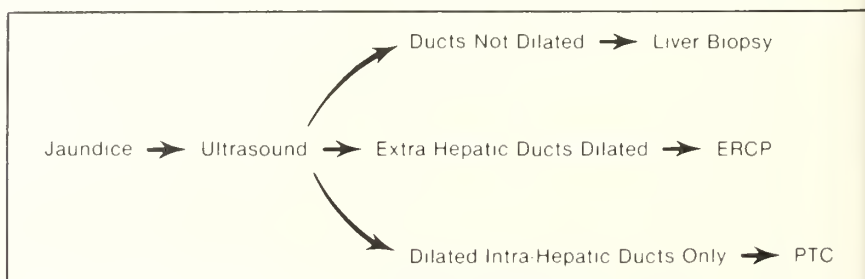 Ducts Not Dilated → Liver Biopsy
Jaundice → Ultrasound → Extra Hepatic Ducts Dilated → ERCP
Dilated Intra-Hepatic Ducts Only → PTC